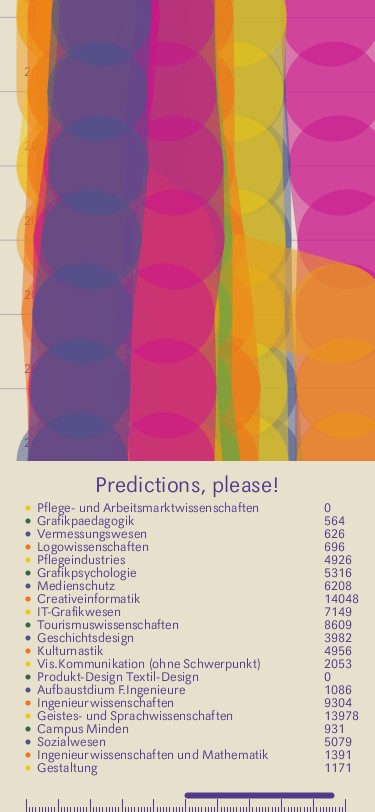 Predictions, please!
Pflege- und Arbeitsmarktwissenschaften 0
Grafikpaedagogik 564
Vermessungswesen 626
Logowissenschaften 696
Pflegeindustries 4926
Grafikpsychologie 5316
Medienschutz 6208
Creativeinformatik 14048
IT-Grafikwesen 7149
Tourismuswissenschaften 8609
Geschichtsdesign 3982
Kulturnastik 4956
Vis.Kommunikation (ohne Schwerpunkt) 2053
Produkt-Design Textil-Design 0
Aufbaustdium F.Ingenieure 1086
Ingenieurwissenschaften 9304
Geistes- und Sprachwissenschaften 13978
Campus Minden 931
Sozialwesen 5079
Ingenieurwissenschaften und Mathematik 1391
Gestaltung 1171